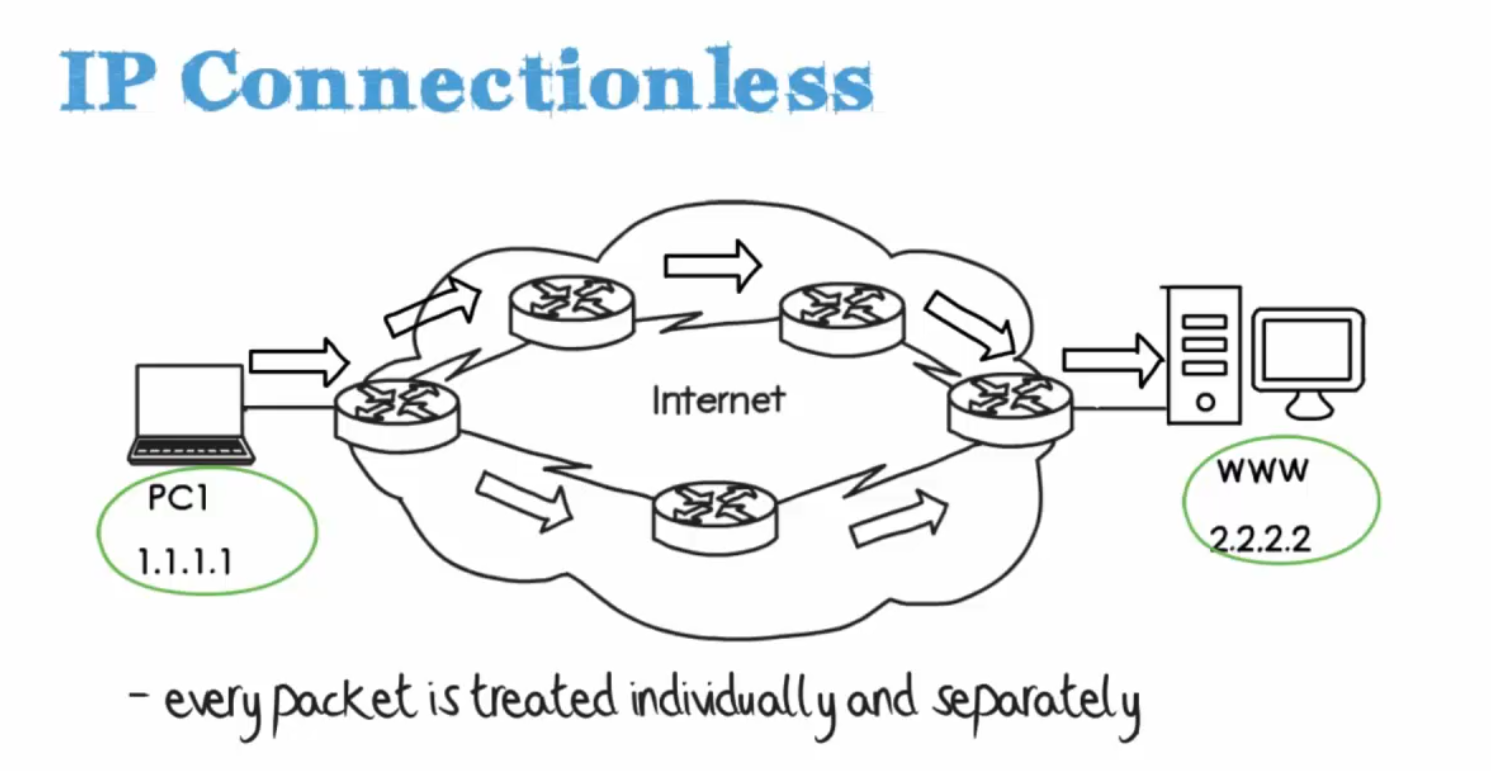 IP Connectionless
Internet
PC1
1.1.1.1
WWW
2.2.2.2
- every packet is treated individually and separately